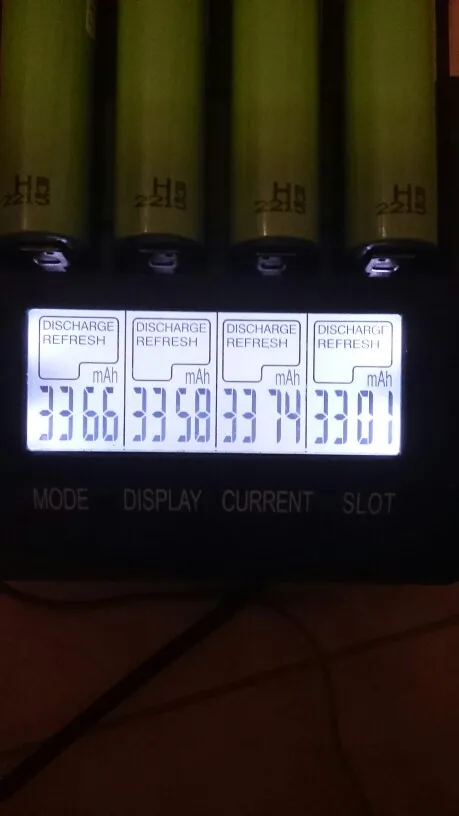 2215
2215
2215
2215
DISCHARGE DISCHARGE DISCHARGE DISCHARGE
REFRESH REFRESH REFRESH REFRESH
mAh mAh mAh mAh
3366 3358 3374 3301
MODE DISPLAY CURRENT SLOT